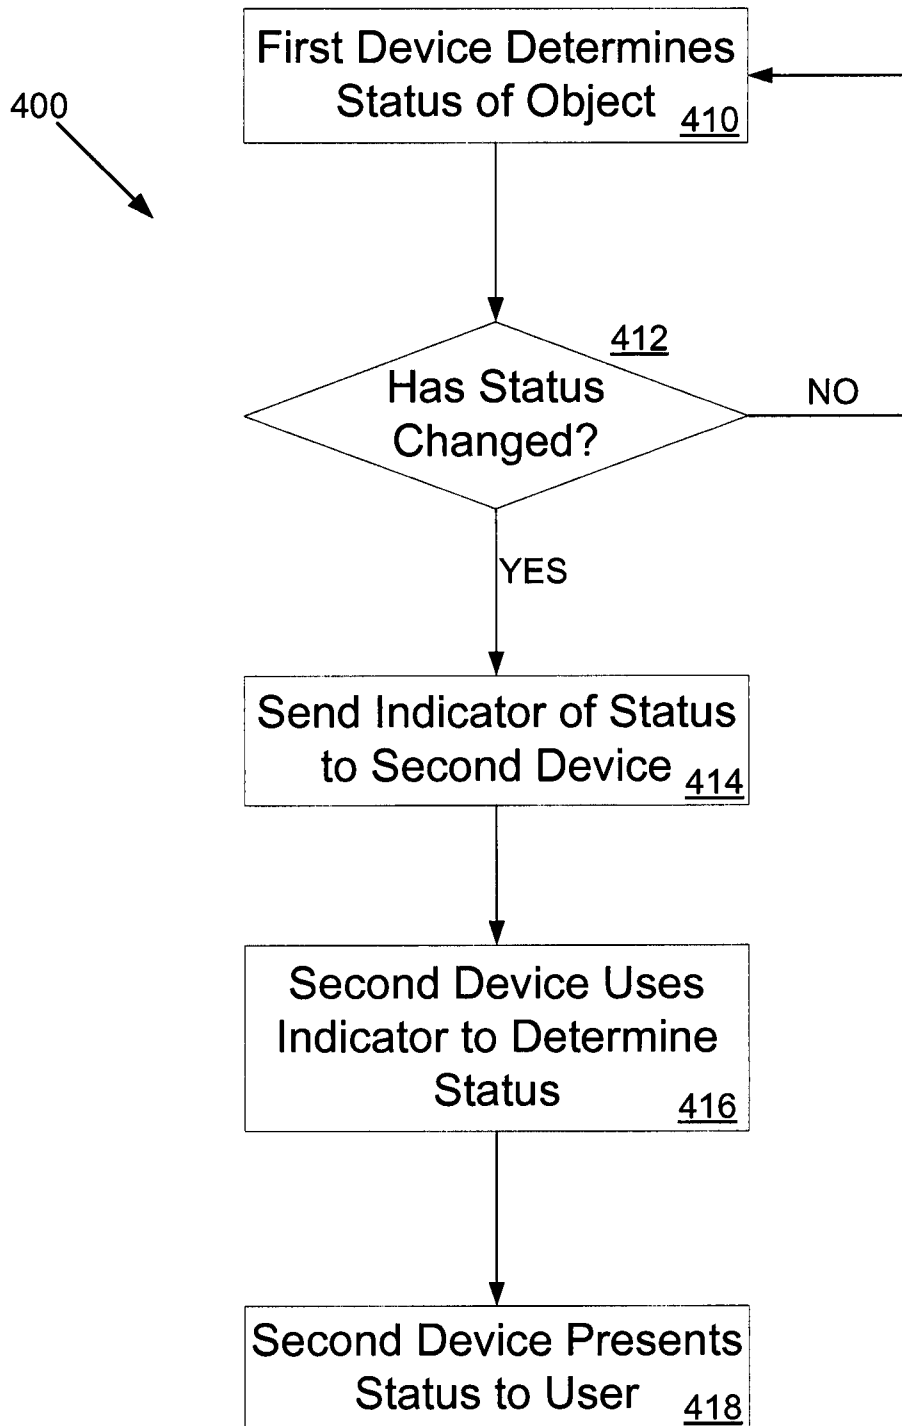 First Device Determines
Status of Object
410
400
412
Has Status
Changed?
NO
YES
Send Indicator of Status
to Second Device
414
Second Device Uses
Indicator to Determine
Status
416
Second Device Presents
Status to User
418